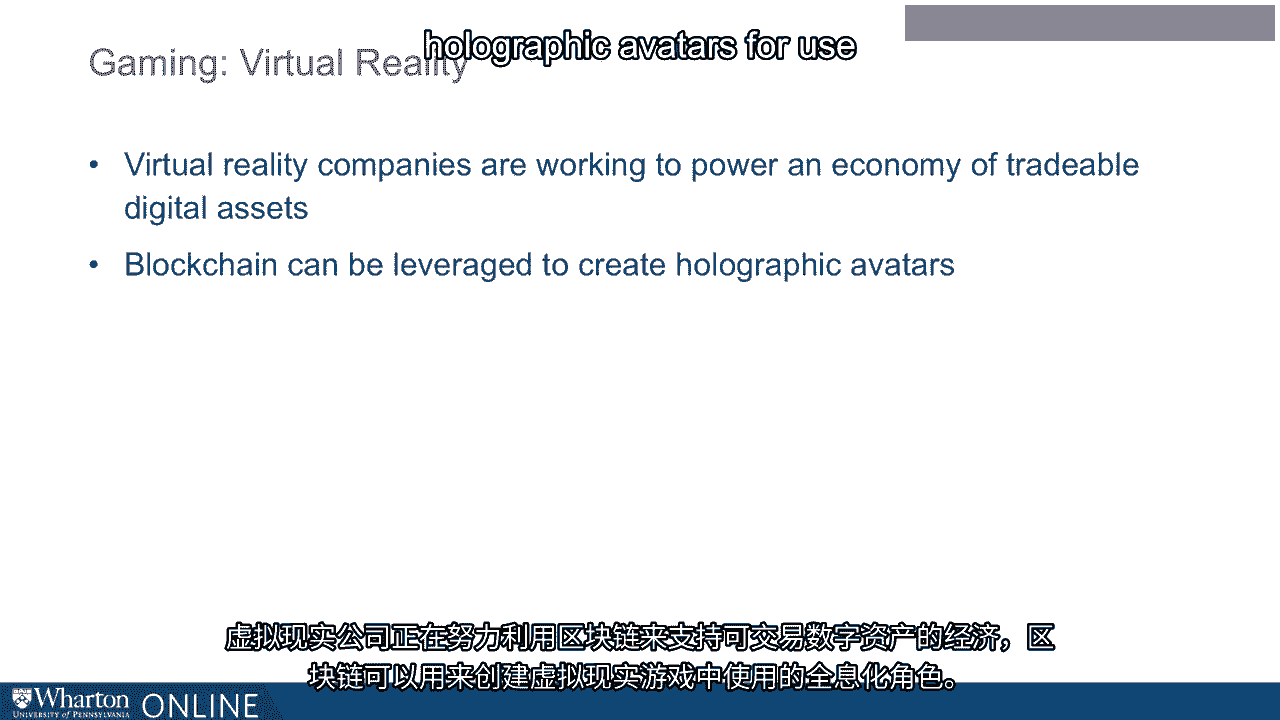 holographic avatars for use
Gaming: Virtual Reality
• Virtual reality companies are working to power an economy of tradeable
digital assets
• Blockchain can be leveraged to create holographic avatars
虚拟现实公司正在努力利用区块链来支持可交易数字资产的经济，区
块链可以用来创建虚拟现实游戏中使用的全息化角色。
Wharton
UNIVERSITY of PENNSYLVANIA
ONLINE